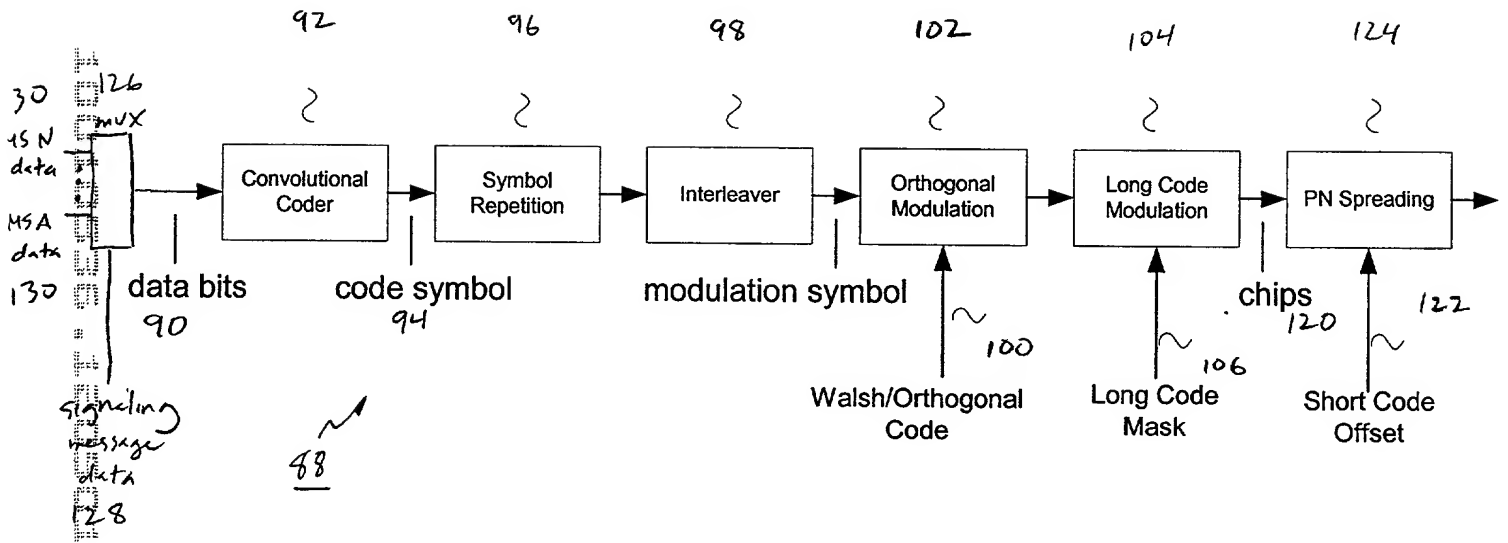 92 96 98 102 104 124
126
30
mux
data
MSA
data
130
Convolutional
Coder
Symbol
Repetition
Interleaver
Orthogonal
Modulation
Long Code
Modulation
PN Spreading
data bits
90
code symbol
94
modulation symbol
chips
120
122
100
106
Walsh/Orthogonal
Code
Long Code
Mask
Short Code
Offset
signaling
message
data
128
88